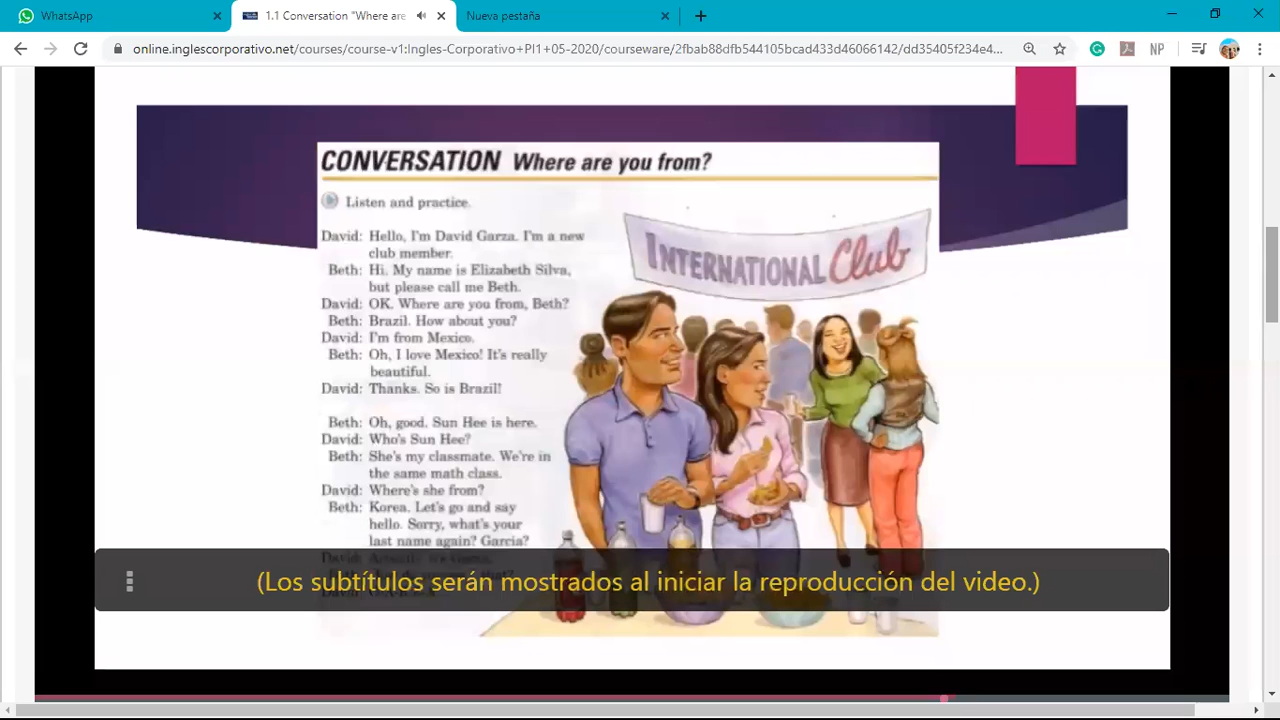 WhatsApp
1.1 Conversation "Where are
Nueva pestaña
online.inglescorporativo.net/courses/course-v1:Ingles-Corporativo+PI1+05-2020/courseware/2fbab88dfb544105bcad433d46066142/dd35405f234e4...
NP
CONVERSATION Where are you from?
Listen and practice.
INTERNATIONAL Club
David: Hello, I'm David Garza. I'm a new
club member.
Beth: Hi. My name is Elizabeth Silva,
but please call me Beth.
David: OK. Where are you from, Beth?
Beth: Brazil. How about you?
David: I'm from Mexico.
Beth: Oh, I love Mexico! It's really
beautiful.
David: Thanks. So is Brazil!
Beth: Oh, good. Sun Hee is here.
David: Who's Sun Hee?
Beth: She's my classmate. We're in
the same math class.
David: Where's she from?
Beth: Korea. Let's go and say
hello. Sorry, what's your
last name again? Garcia?
(Los subtítulos serán mostrados al iniciar la reproducción del video.)